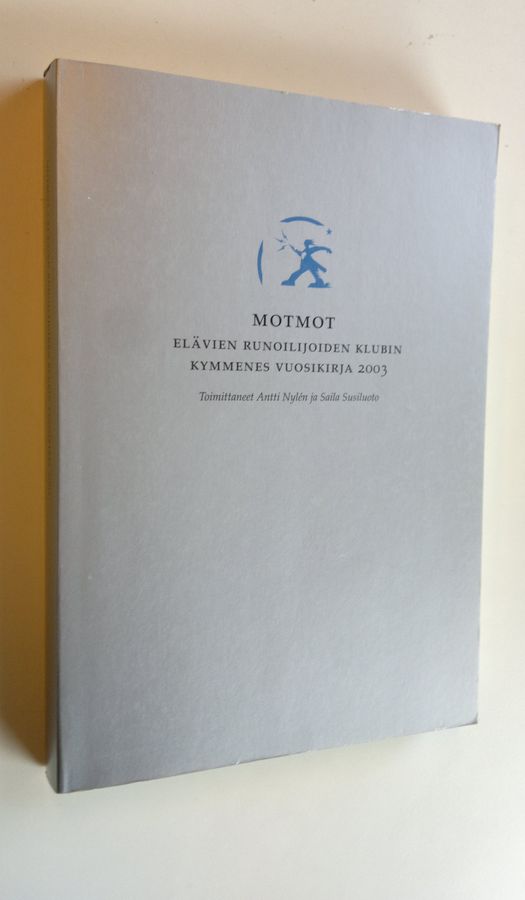 MOTMOT
ELÄVIEN RUNOILIJOIDEN KLUBIN
KYMMENES VUOSIKIRJA 2003
Toimittaneet Antti Nylén ja Saila Susiluoto